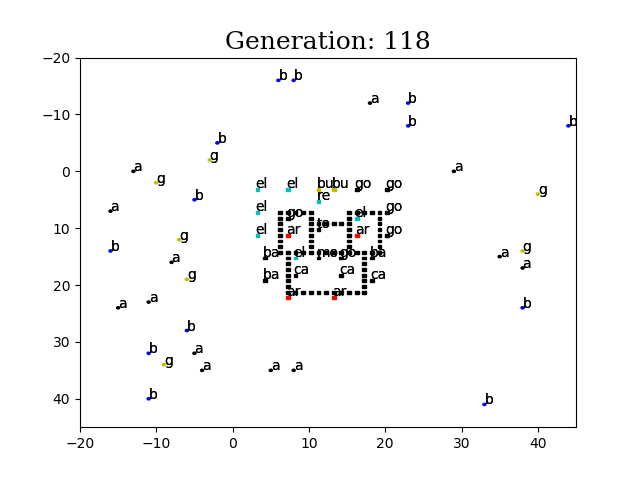 Generation: 118
−20
b b
a b
−10
b b
b
g
a a
0
g el el bu bu go go g
b re
a el go el go
10
el ar te ar go
g
b ba el mo go ba a g
a ca ca a
g ba ca
20
ar ar
a a b
b
30
b a
g a a a
40
b b
−20 −10 0 10 20 30 40